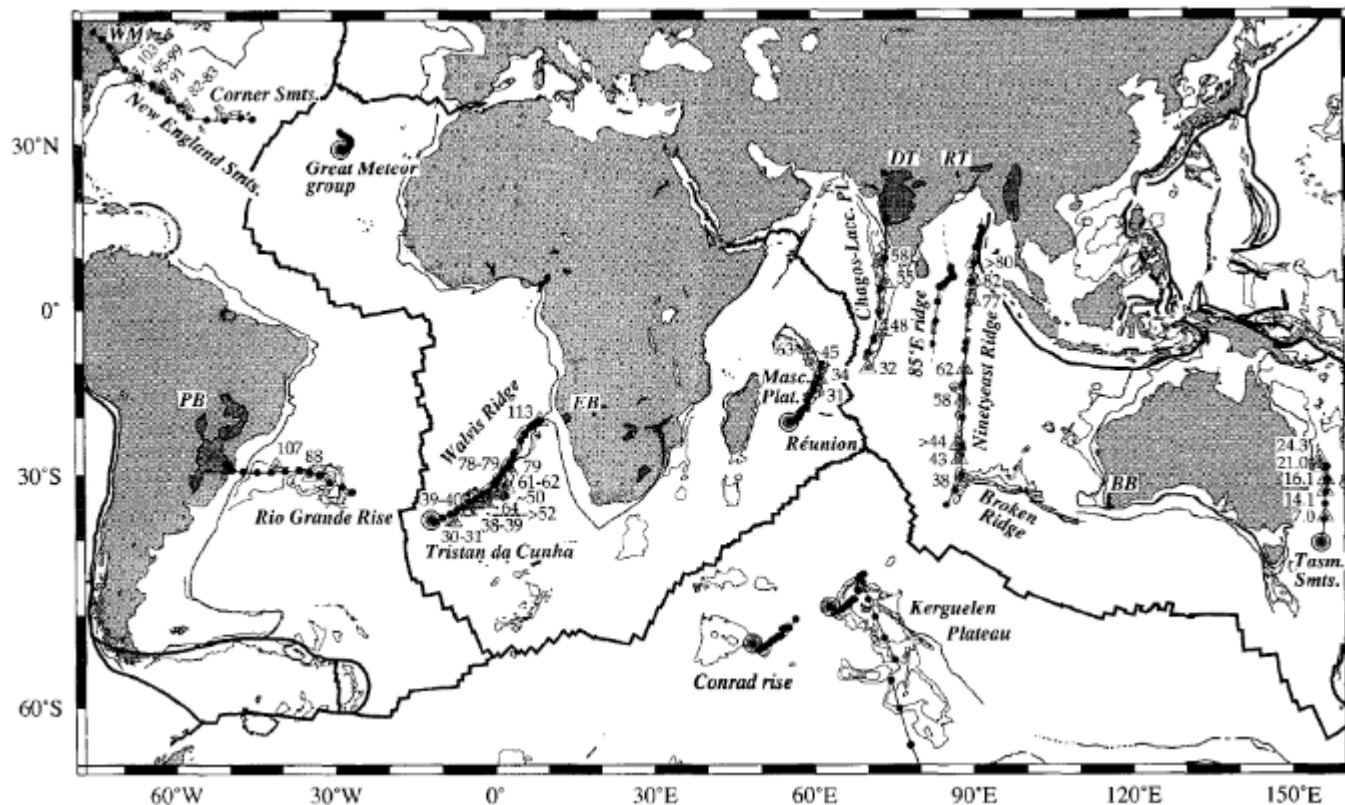 WM
103
95-99
91
82-83
Corner Smts.
New England Smts.
30°N
Great Meteor
group
DT
RT
Chagos-Lacc. Pl.
58
55
48
32
85°E ridge
>80
82
77
Ninetyeast Ridge
62
58
>44
43
38
0°
45
34
31
Masc.
Plat.
Réunion
PB
107
88
Rio Grande Rise
EB
113
Walvis Ridge
78-79
79
61-62
~50
64
>52
39-40
38-39
30-31
Tristan da Cunha
30°S
BB
Broken
Ridge
24.3
21.0
16.1
14.1
7.0
Tasm.
Smts.
Kerguelen
Plateau
Conrad rise
60°S
60°W
30°W
0°
30°E
60°E
90°E
120°E
150°E